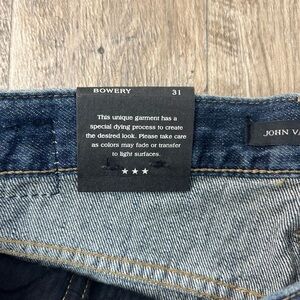 BOWERY 31
This unique garment has a
special dying process to create
the desired look. Please take care
as colors may fade or transfer
to light surfaces.
★★★
JOHN VA